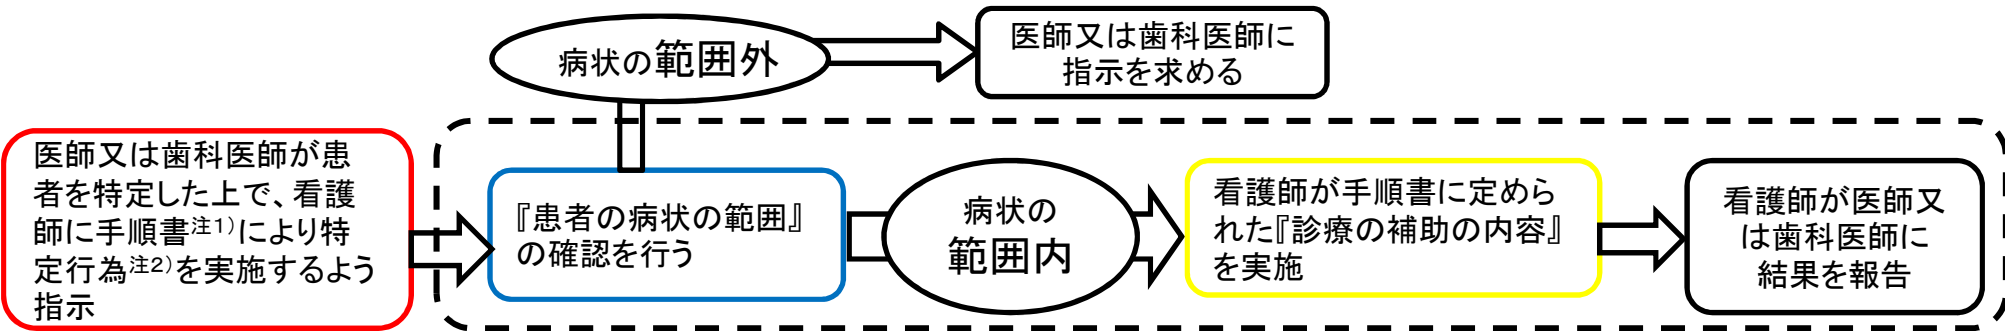 病状の範囲外
医師又は歯科医師に
指示を求める
医師又は歯科医師が患
者を特定した上で、看護
師に手順書注1)により特
定行為注2)を実施するよう
指示
『患者の病状の範囲』
の確認を行う
病状の
範囲内
看護師が手順書に定めら
れた『診療の補助の内容』
を実施
看護師が医師又
は歯科医師に
結果を報告